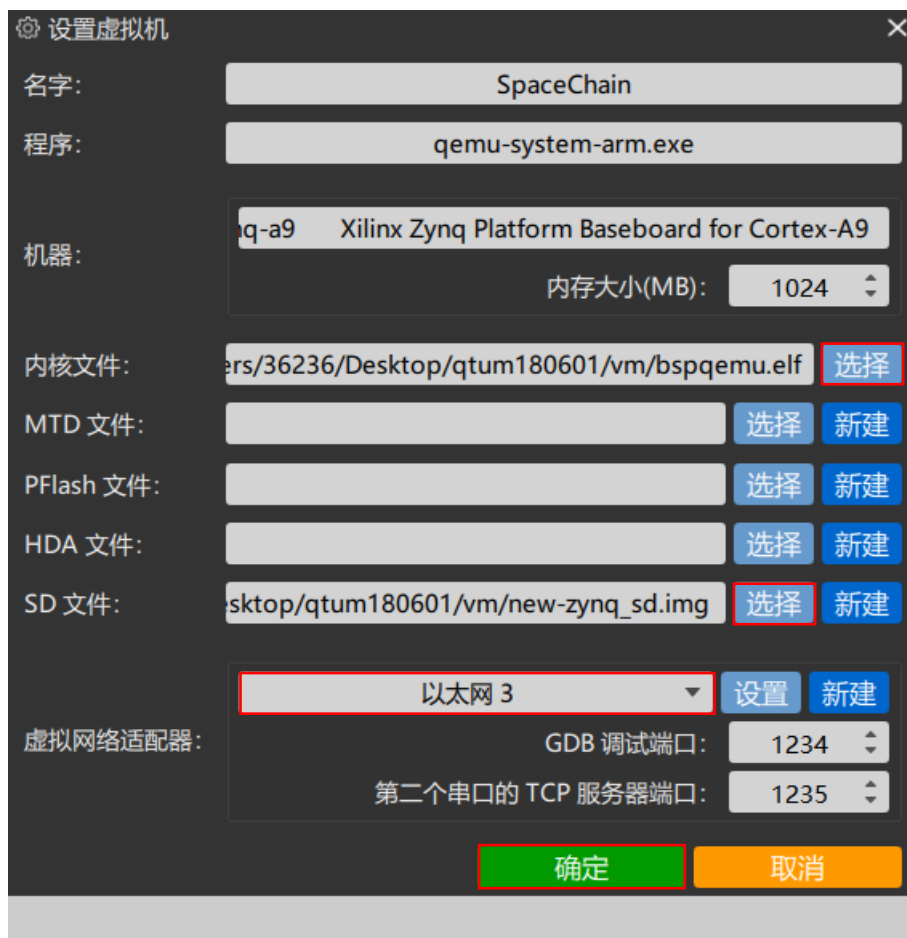 设置虚拟机
名字: SpaceChain
程序: qemu-system-arm.exe
机器: nq-a9 Xilinx Zynq Platform Baseboard for Cortex-A9
内存大小(MB): 1024
内核文件: ers/36236/Desktop/qtum180601/vm/bspqemu.elf 选择
MTD 文件: 选择 新建
PFlash 文件: 选择 新建
HDA 文件: 选择 新建
SD 文件: sktop/qtum180601/vm/new-zynq_sd.img 选择 新建
虚拟网络适配器: 以太网 3 设置 新建
GDB 调试端口: 1234
第二个串口的 TCP 服务器端口: 1235
确定 取消